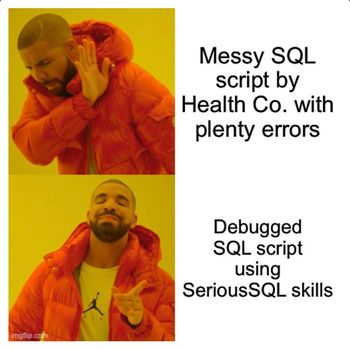 Messy SQL
script by
Health Co. with
plenty errors
Debugged
SQL script
using
SeriousSQL skills
imgflip.com